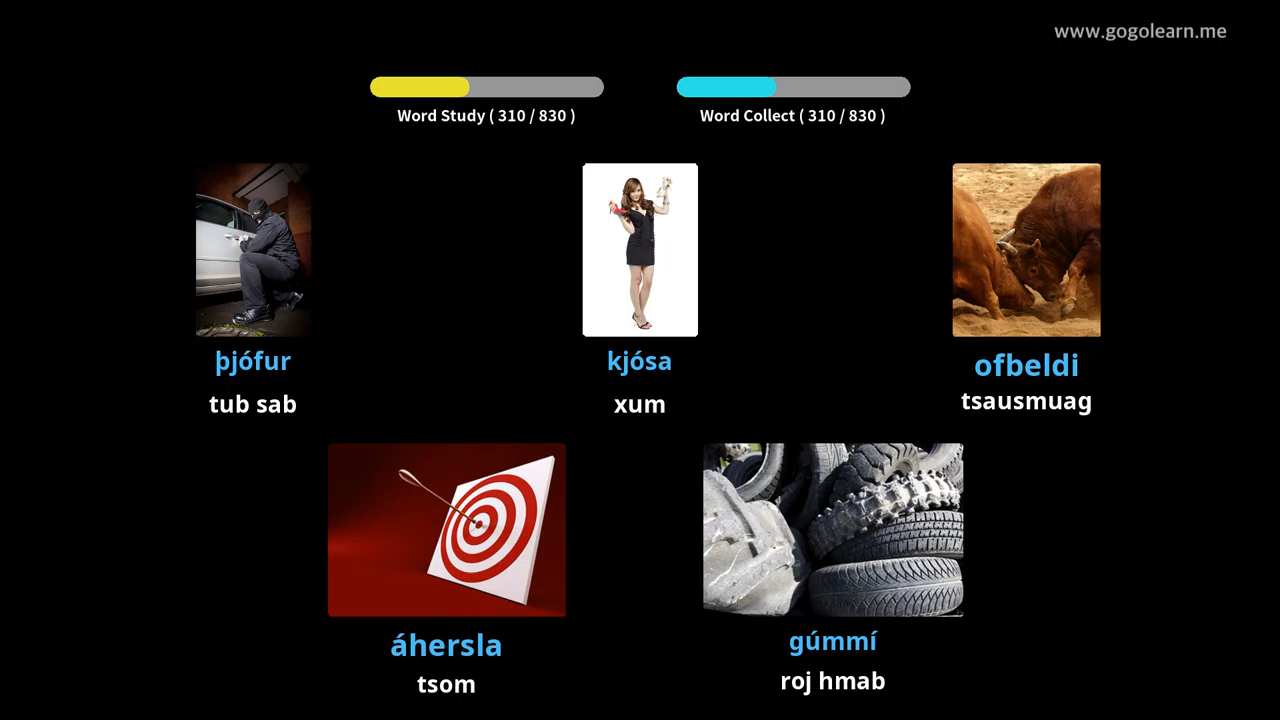 www.gogolearn.me
Word Study ( 310 / 830 )
Word Collect ( 310 / 830 )
þjófur
tub sab
kjósa
xum
ofbeldi
tsausmuag
áhersla
tsom
gúmmí
roj hmab